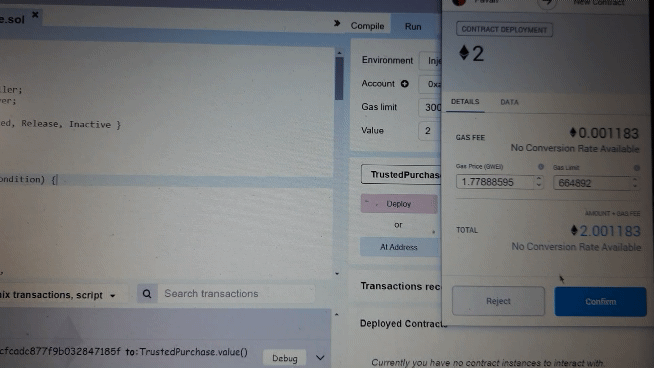 e.sol ×
ller;
er;
ed, Release, Inactive }
ondition) {
ix transactions, script
Search transactions
cfcadc877f9b032847185f to:TrustedPurchase.value()
Debug
» Compile Run
Environment Inje
Account 0xa
Gas limit 300
Value 2
TrustedPurchase
Deploy
or
At Address
Transactions rec
Deployed Contracts
Currently you have no contract instances to interact with.
New Contract
CONTRACT DEPLOYMENT
2
DETAILS DATA
GAS FEE 0.001183
No Conversion Rate Available
Gas Price (GWEI) Gas Limit
1.77888595 664892
AMOUNT + GAS FEE
TOTAL 2.001183
No Conversion Rate Available
Reject Confirm